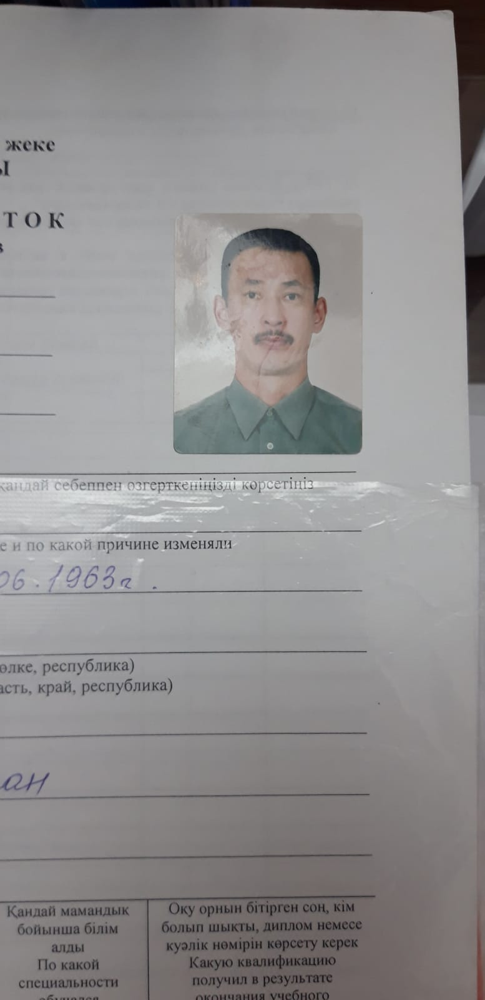 жеке
Ы
ТОК
в
қандай себеппен өзгерткеніңізді көрсетіңіз
е и по какой причине изменяли
06.1963г.
өлке, республика)
асть, край, республика)
ан
Қандай мамандық
бойынша білім
алды
По какой
специальности
обучался
Оқу орнын бітірген соң, кім
болып шықты, диплом немесе
куәлік нөмірін көрсету керек
Какую квалификацию
получил в результате
окончания учебного